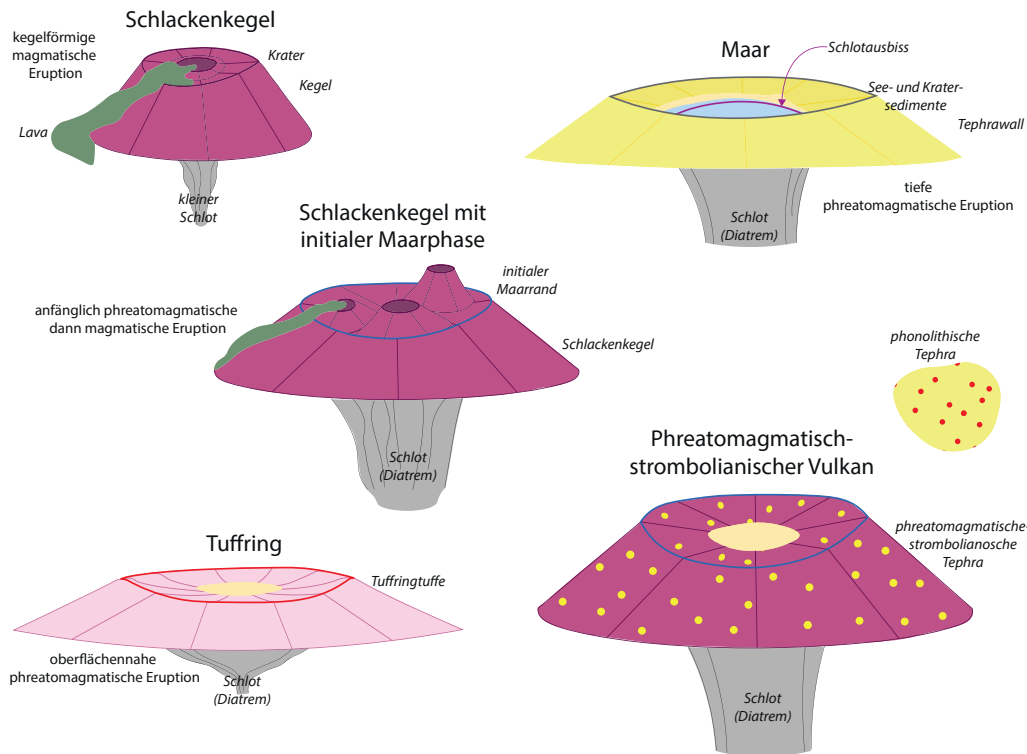 Schlackenkegel
kegelförmige
magmatische
Eruption
Krater
Kegel
Lava
kleiner
Schlot
Maar
Schlotausbiss
See- und Krater-
sedimente
Tephrawall
tiefe
phreatomagmatische Eruption
Schlot
(Diatrem)
Schlackenkegel mit
initialer Maarphase
initialer
Maarrand
anfänglich phreatomagmatische
dann magmatische Eruption
Schlackenkegel
Schlot
(Diatrem)
phonolithische
Tephra
Phreatomagmatisch-
strombolianischer Vulkan
phreatomagmatische-
strombolianosche
Tephra
Schlot
(Diatrem)
Tuffring
Tuffringtuffe
oberflächennahe
phreatomagmatische Eruption
Schlot
(Diatrem)